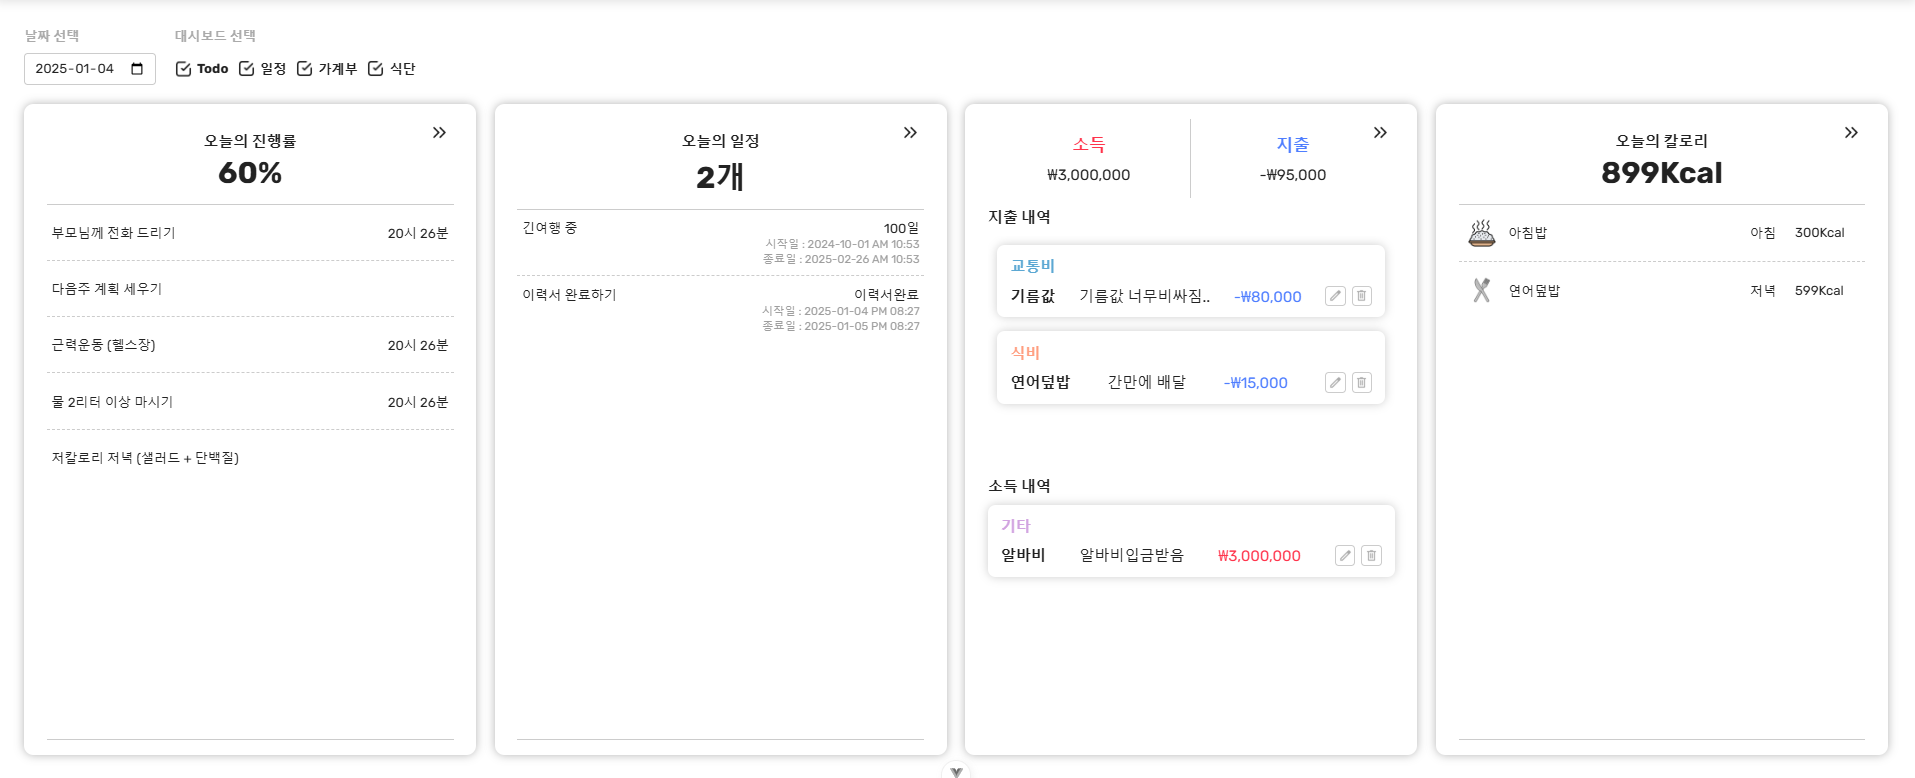 날짜 선택
대시보드 선택
2025-01-04
Todo 일정 가계부 식단
오늘의 진행률
60%
부모님께 전화 드리기 20시 26분
다음주 계획 세우기
근력운동 (헬스장) 20시 26분
물 2리터 이상 마시기 20시 26분
저칼로리 저녁 (샐러드 + 단백질)
오늘의 일정
2개
긴여행 중 100일
시작일 : 2024-10-01 AM 10:53
종료일 : 2025-02-26 AM 10:53
이력서 완료하기 이력서완료
시작일 : 2025-01-04 PM 08:27
종료일 : 2025-01-05 PM 08:27
소득 지출
₩3,000,000 -₩95,000
지출 내역
교통비
기름값 기름값 너무비싸짐.. -₩80,000
식비
연어덮밥 간만에 배달 -₩15,000
소득 내역
기타
알바비 알바비입금받음 ₩3,000,000
오늘의 칼로리
899Kcal
아침밥 아침 300Kcal
연어덮밥 저녁 599Kcal